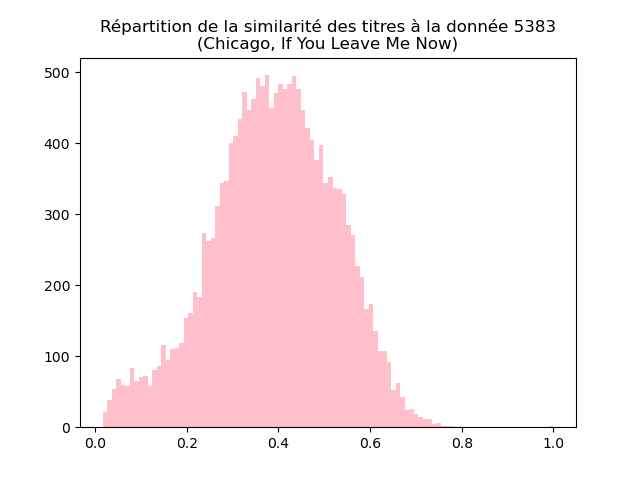 Répartition de la similarité des titres à la donnée 5383
(Chicago, If You Leave Me Now)
500
400
300
200
100
0
0.0 0.2 0.4 0.6 0.8 1.0